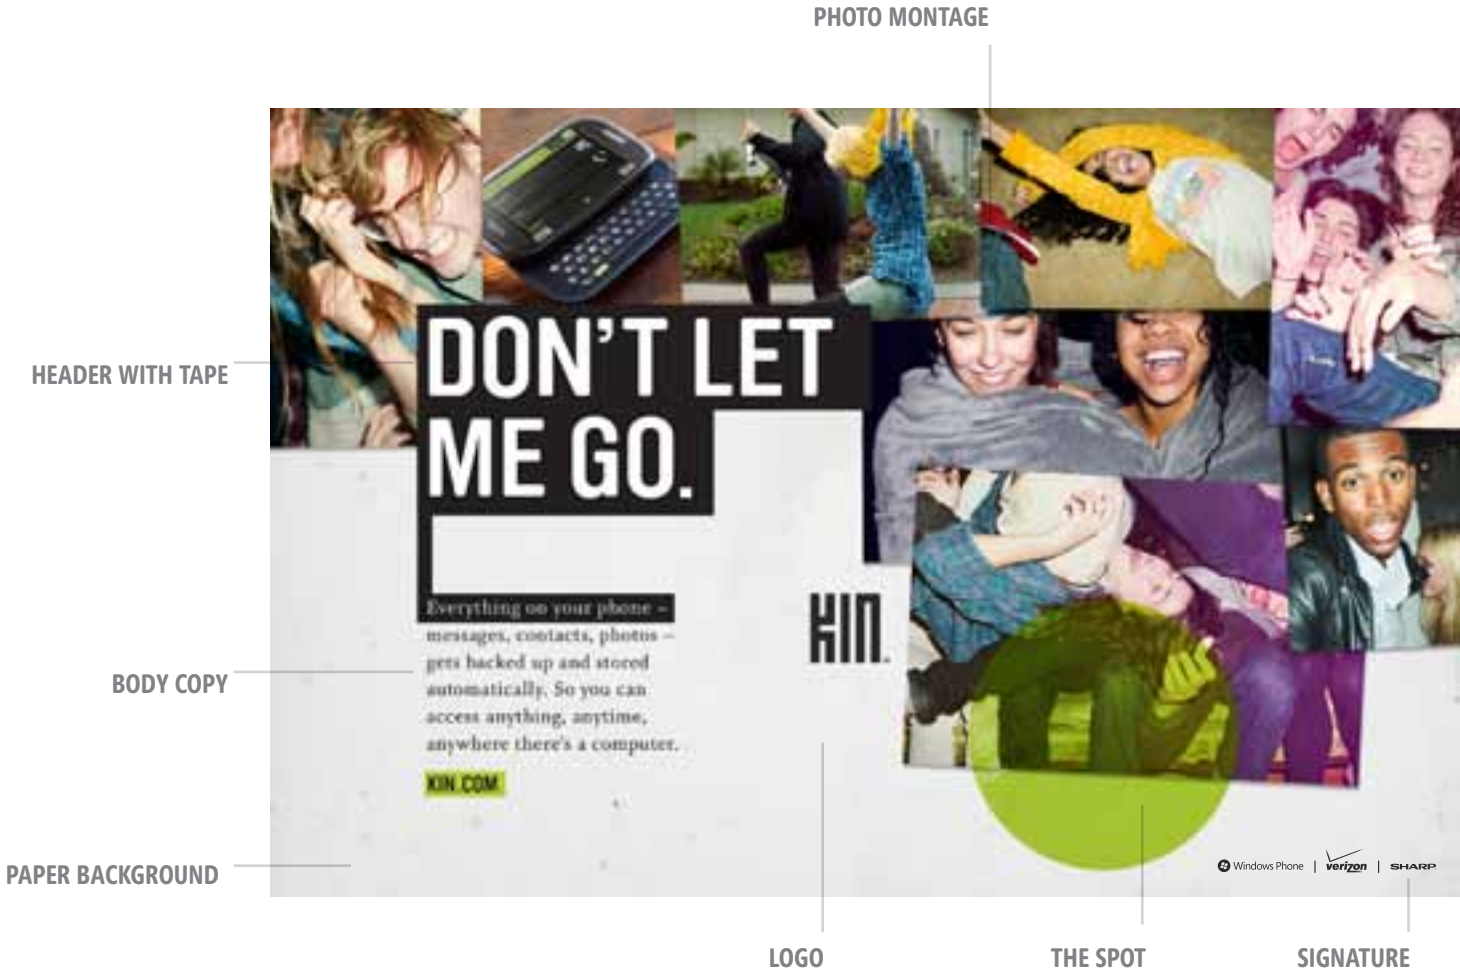 PHOTO MONTAGE
HEADER WITH TAPE
DON'T LET
ME GO.
Everything on your phone –
messages, contacts, photos –
gets backed up and stored
automatically. So you can
access anything, anytime,
anywhere there's a computer.
KIN.COM
KIN.
BODY COPY
PAPER BACKGROUND
Windows Phone | verizon | SHARP
LOGO
THE SPOT
SIGNATURE